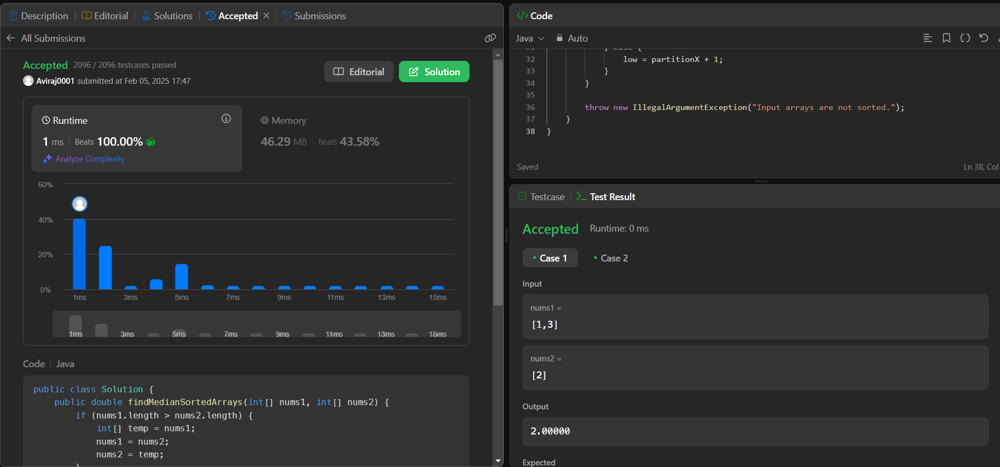 Description | Editorial | Solutions | Accepted × | Submissions
All Submissions
Accepted 2096 / 2096 testcases passed
Aviraj0001 submitted at Feb 05, 2025 17:47
Editorial
Solution
Runtime
1 ms | Beats 100.00%
Analyze Complexity
Memory
46.29 MB | Beats 43.58%
60%
40%
20%
0%
1ms 3ms 5ms 7ms 9ms 11ms 13ms 15ms
1ms 3ms 5ms 7ms 9ms 11ms 13ms 15ms
Code | Java
public class Solution {
    public double findMedianSortedArrays(int[] nums1, int[] nums2) {
        if (nums1.length > nums2.length) {
            int[] temp = nums1;
            nums1 = nums2;
            nums2 = temp;
        }
</> Code
Java Auto
31 } else {
32 low = partitionX + 1;
33 }
34 }
35
36 throw new IllegalArgumentException("Input arrays are not sorted.");
37 }
38 }
Saved
Ln 38, Col
Testcase | >_ Test Result
Accepted Runtime: 0 ms
• Case 1 • Case 2
Input
nums1 =
[1,3]
nums2 =
[2]
Output
2.00000
Expected